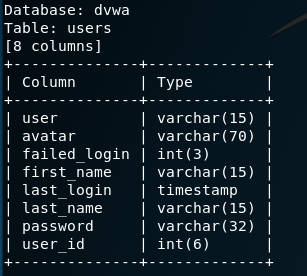 Database: dvwa
Table: users
[8 columns]
+--------------+-------------+
| Column       | Type        |
+--------------+-------------+
| user         | varchar(15) |
| avatar       | varchar(70) |
| failed_login | int(3)      |
| first_name   | varchar(15) |
| last_login   | timestamp   |
| last_name    | varchar(15) |
| password     | varchar(32) |
| user_id      | int(6)      |
+--------------+-------------+